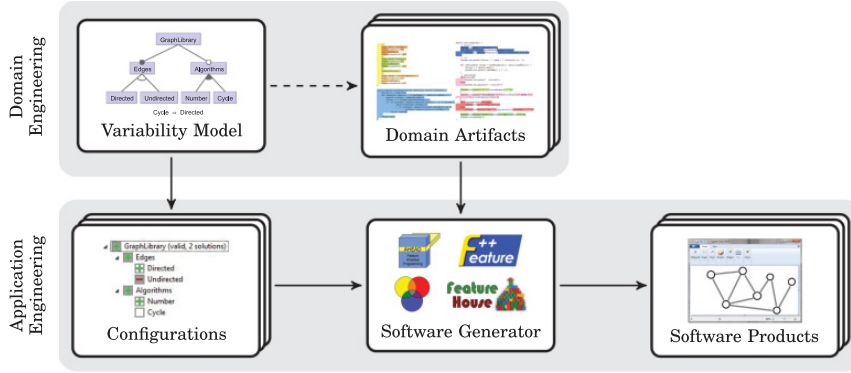 Domain
Engineering
GraphLibrary
Edges
Algorithms
Directed
Undirected
Number
Cycle
Cycle ⇒ Directed
Variability Model
Domain Artifacts
Application
Engineering
GraphLibrary (valid, 2 solutions)
Edges
Directed
Undirected
Algorithms
Number
Cycle
Configurations
F++
Feature
Feature
House
Software Generator
Software Products